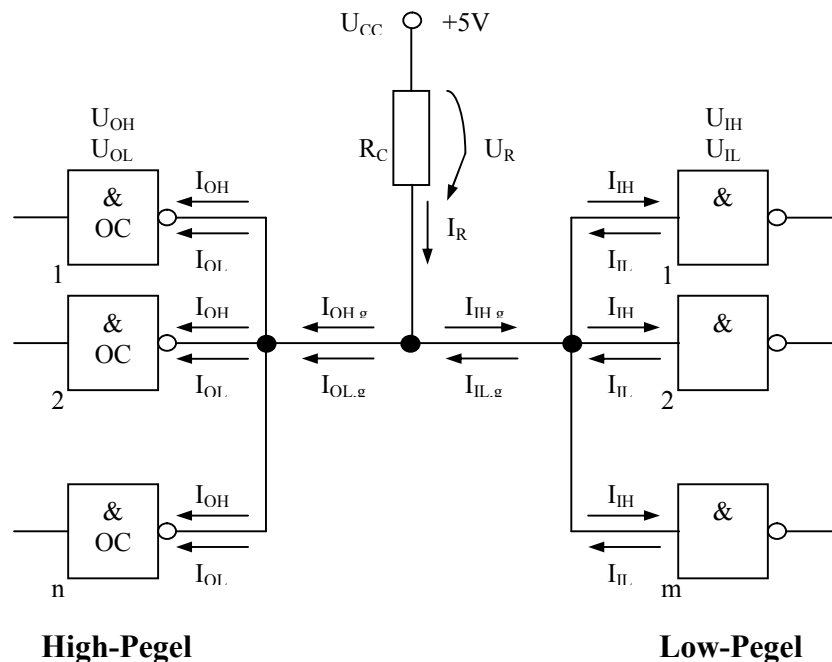 U_CC +5V
U_OH
U_OL
R_C
U_R
U_IH
U_IL
&
OC
I_OH
I_R
I_IH
&
1
I_OL
I_IL
1
&
OC
I_OH
I_OH,g
I_IH,g
I_IH
&
2
I_OL
I_OL,g
I_IL,g
I_IL
2
&
OC
I_OH
I_IH
&
n
I_OL
I_IL
m
High-Pegel
Low-Pegel